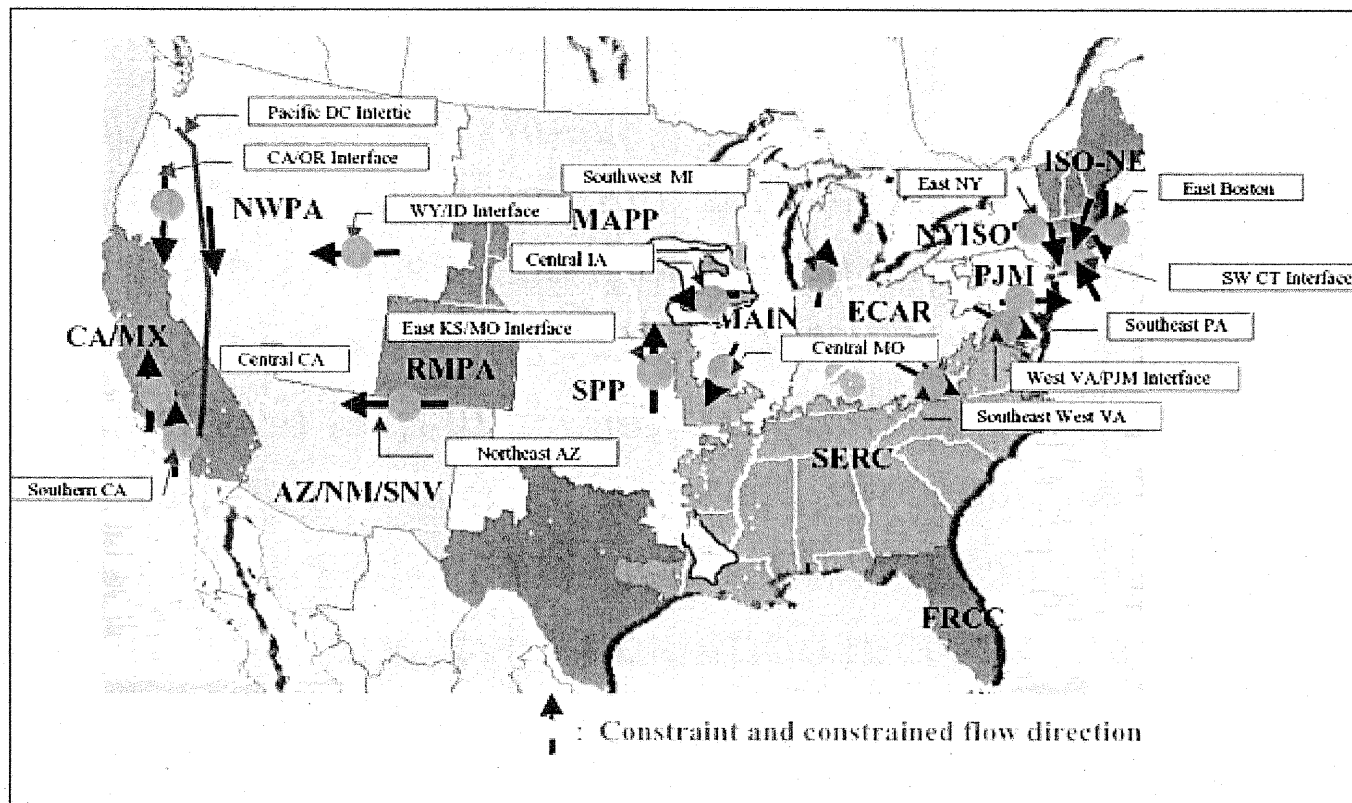 Pacific DC Intertie
CA/OR Interface
Southwest MI
East NY
ISO-NE
East Boston
NWPA
WY/ID Interface
MAPP
NYISO
Central IA
PJM
SW CT Interface
CA/MX
East KS/MO Interface
MAIN
ECAR
Southeast PA
Central CA
RMPA
SPP
Central MO
West VA/PJM Interface
Southeast West VA
Northeast AZ
SERC
Southern CA
AZ/NM/SNV
FRCC
: Constraint and constrained flow direction